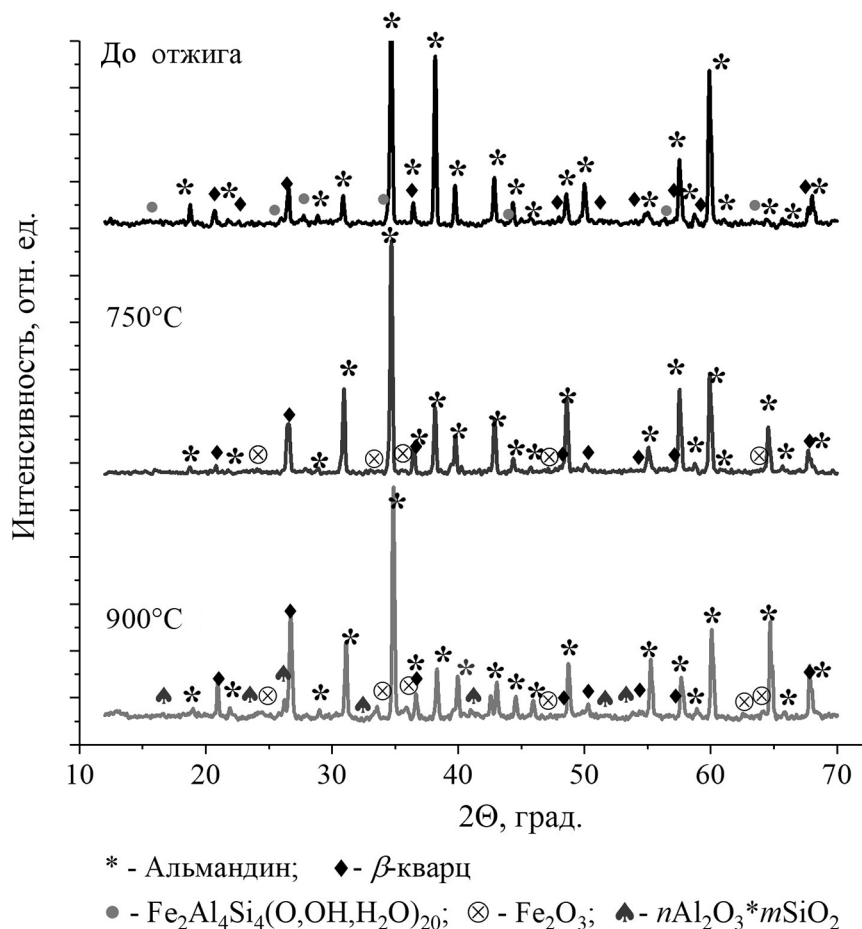 До отжига
750°C
900°C
Интенсивность, отн. ед.
10 20 30 40 50 60 70
2Θ, град.
* - Альмандин; ♦ - β-кварц
● - Fe₂Al₄Si₄(O,OH,H₂O)₂₀; ⊗ - Fe₂O₃; ♠ - nAl₂O₃*mSiO₂